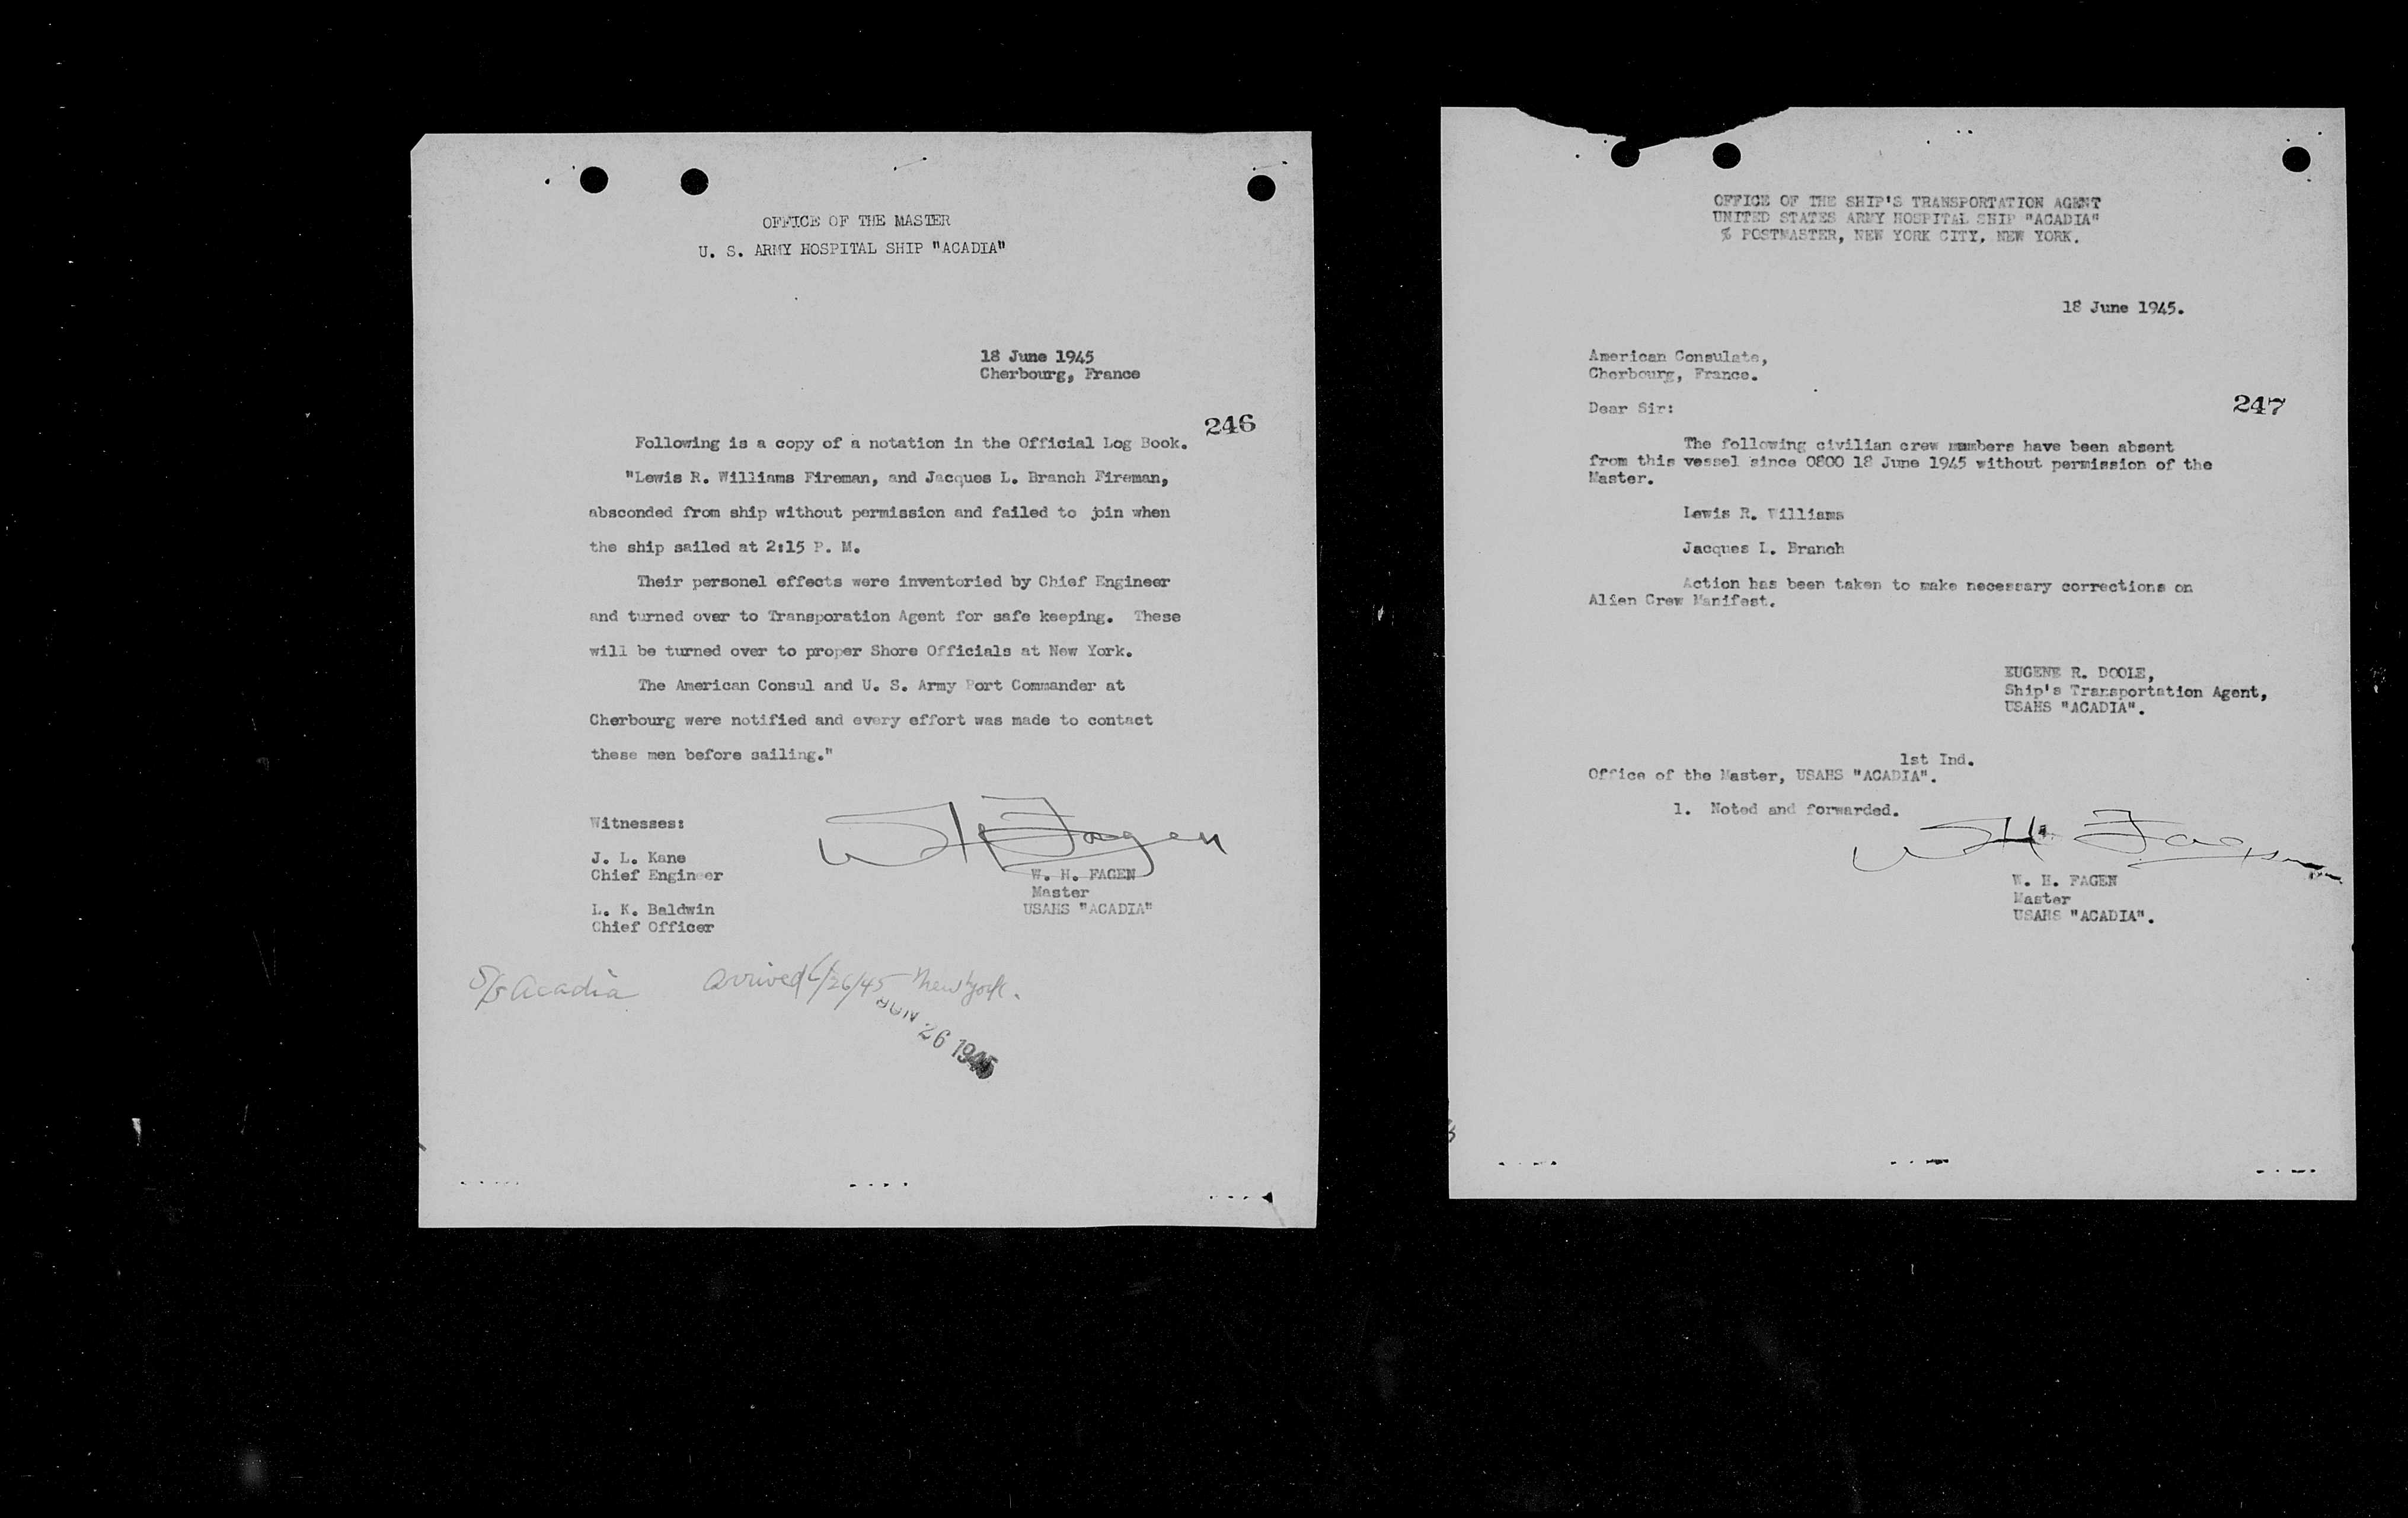 OFFICE OF THE MASTER
U. S. ARMY HOSPITAL SHIP "ACADIA"
18 June 1945
Cherbourg, France
246
Following is a copy of a notation in the Official Log Book.
"Lewis R. Williams Fireman, and Jacques L. Branch Fireman,
absconded from ship without permission and failed to join when
the ship sailed at 2:15 P. M.
Their personel effects were inventoried by Chief Engineer
and turned over to Transporation Agent for safe keeping. These
will be turned over to proper Shore Officials at New York.
The American Consul and U. S. Army Port Commander at
Cherbourg were notified and every effort was made to contact
these men before sailing."
Witnesses:
J. L. Kane
Chief Engineer
L. K. Baldwin
Chief Officer
W H Fagen
W. H. FAGEN
Master
USAHS "ACADIA"
S/S Acadia arrived 6/26/45 New York.
JUN 26 1945
OFFICE OF THE SHIP'S TRANSPORTATION AGENT
UNITED STATES ARMY HOSPITAL SHIP "ACADIA"
% POSTMASTER, NEW YORK CITY, NEW YORK.
18 June 1945.
American Consulate,
Cherbourg, France.
247
Dear Sir:
The following civilian crew members have been absent
from this vessel since 0800 18 June 1945 without permission of the
Master.
Lewis R. Williams
Jacques L. Branch
Action has been taken to make necessary corrections on
Alien Crew Manifest.
EUGENE R. DOOLE,
Ship's Transportation Agent,
USAHS "ACADIA".
1st Ind.
Office of the Master, USAHS "ACADIA".
1. Noted and forwarded.
W H. Fagen
W. H. FAGEN
Master
USAHS "ACADIA".